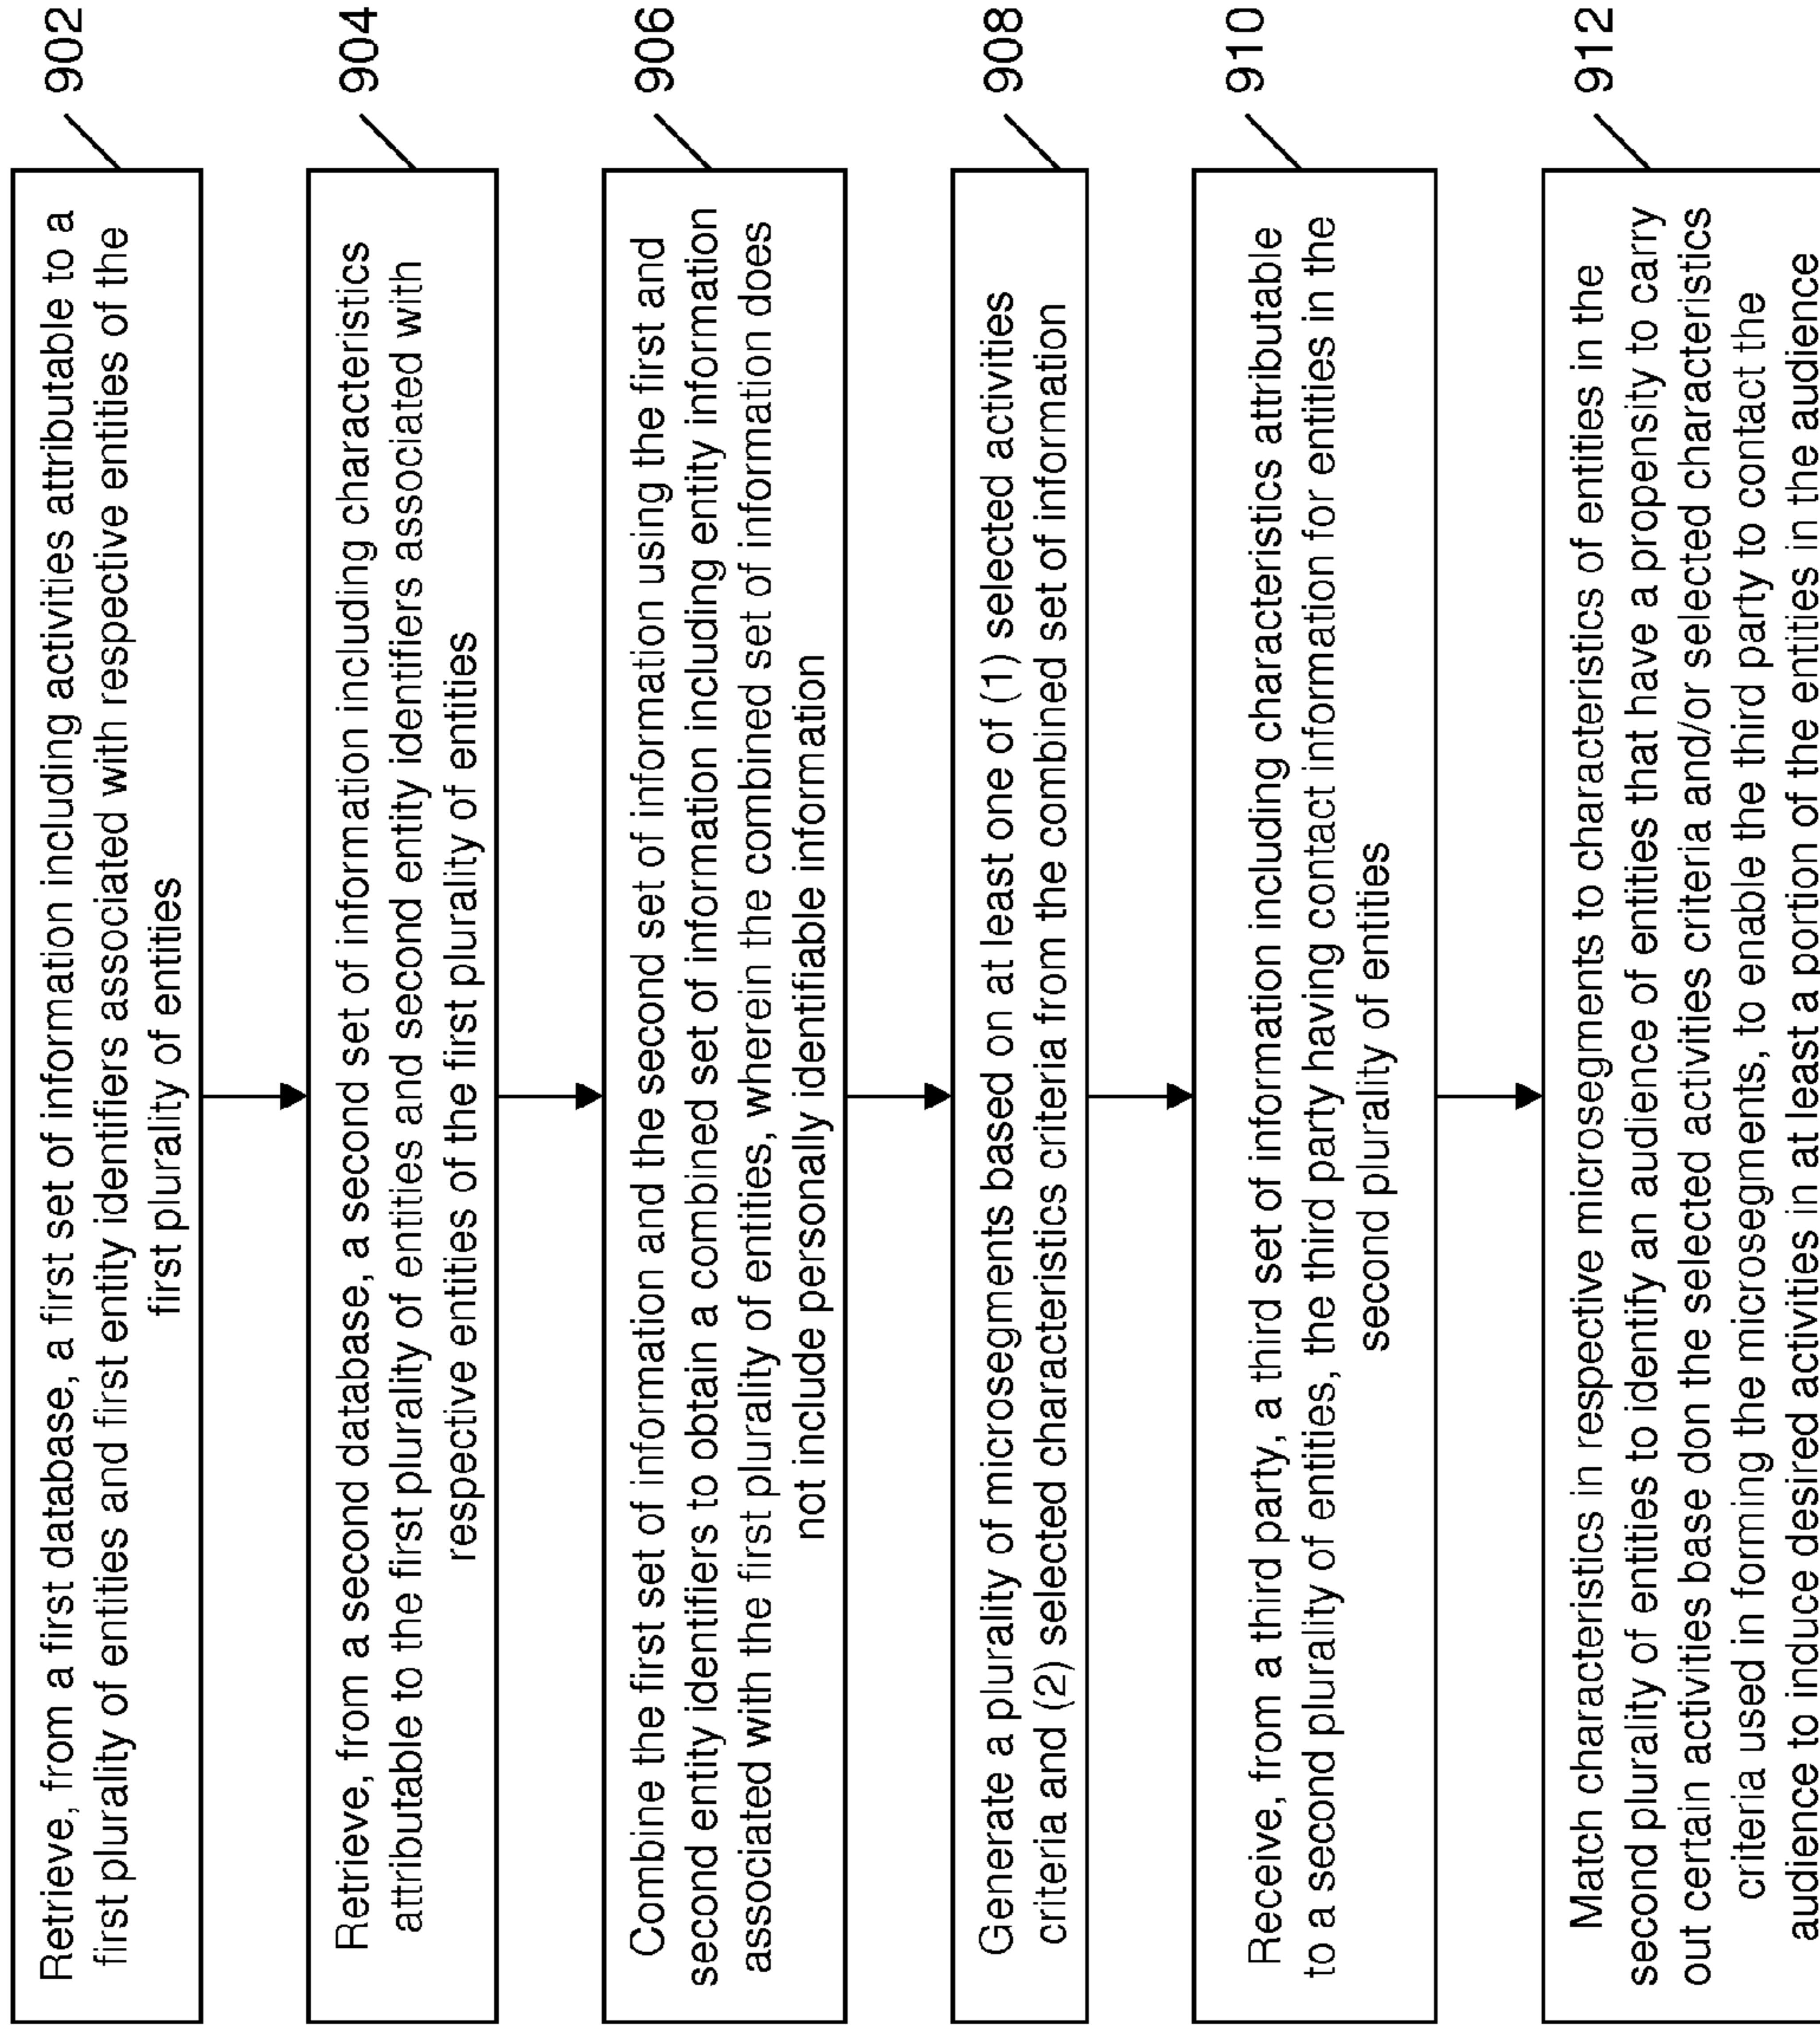 Retrieve, from a first database, a first set of information including activities attributable to a
first plurality of entities and first entity identifiers associated with respective entities of the
first plurality of entities
902
Retrieve, from a second database, a second set of information including characteristics
attributable to the first plurality of entities and second entity identifiers associated with
respective entities of the first plurality of entities
904
Combine the first set of information and the second set of information using the first and
second entity identifiers to obtain a combined set of information including entity information
associated with the first plurality of entities, wherein the combined set of information does
not include personally identifiable information
906
Generate a plurality of microsegments based on at least one of (1) selected activities
criteria and (2) selected characteristics criteria from the combined set of information
908
Receive, from a third party, a third set of information including characteristics attributable
to a second plurality of entities, the third party having contact information for entities in the
second plurality of entities
910
Match characteristics in respective microsegments to characteristics of entities in the
second plurality of entities to identify an audience of entities that have a propensity to carry
out certain activities base don the selected activities criteria and/or selected characteristics
criteria used in forming the microsegments, to enable the third party to contact the
audience to induce desired activities in at least a portion of the entities in the audience
912